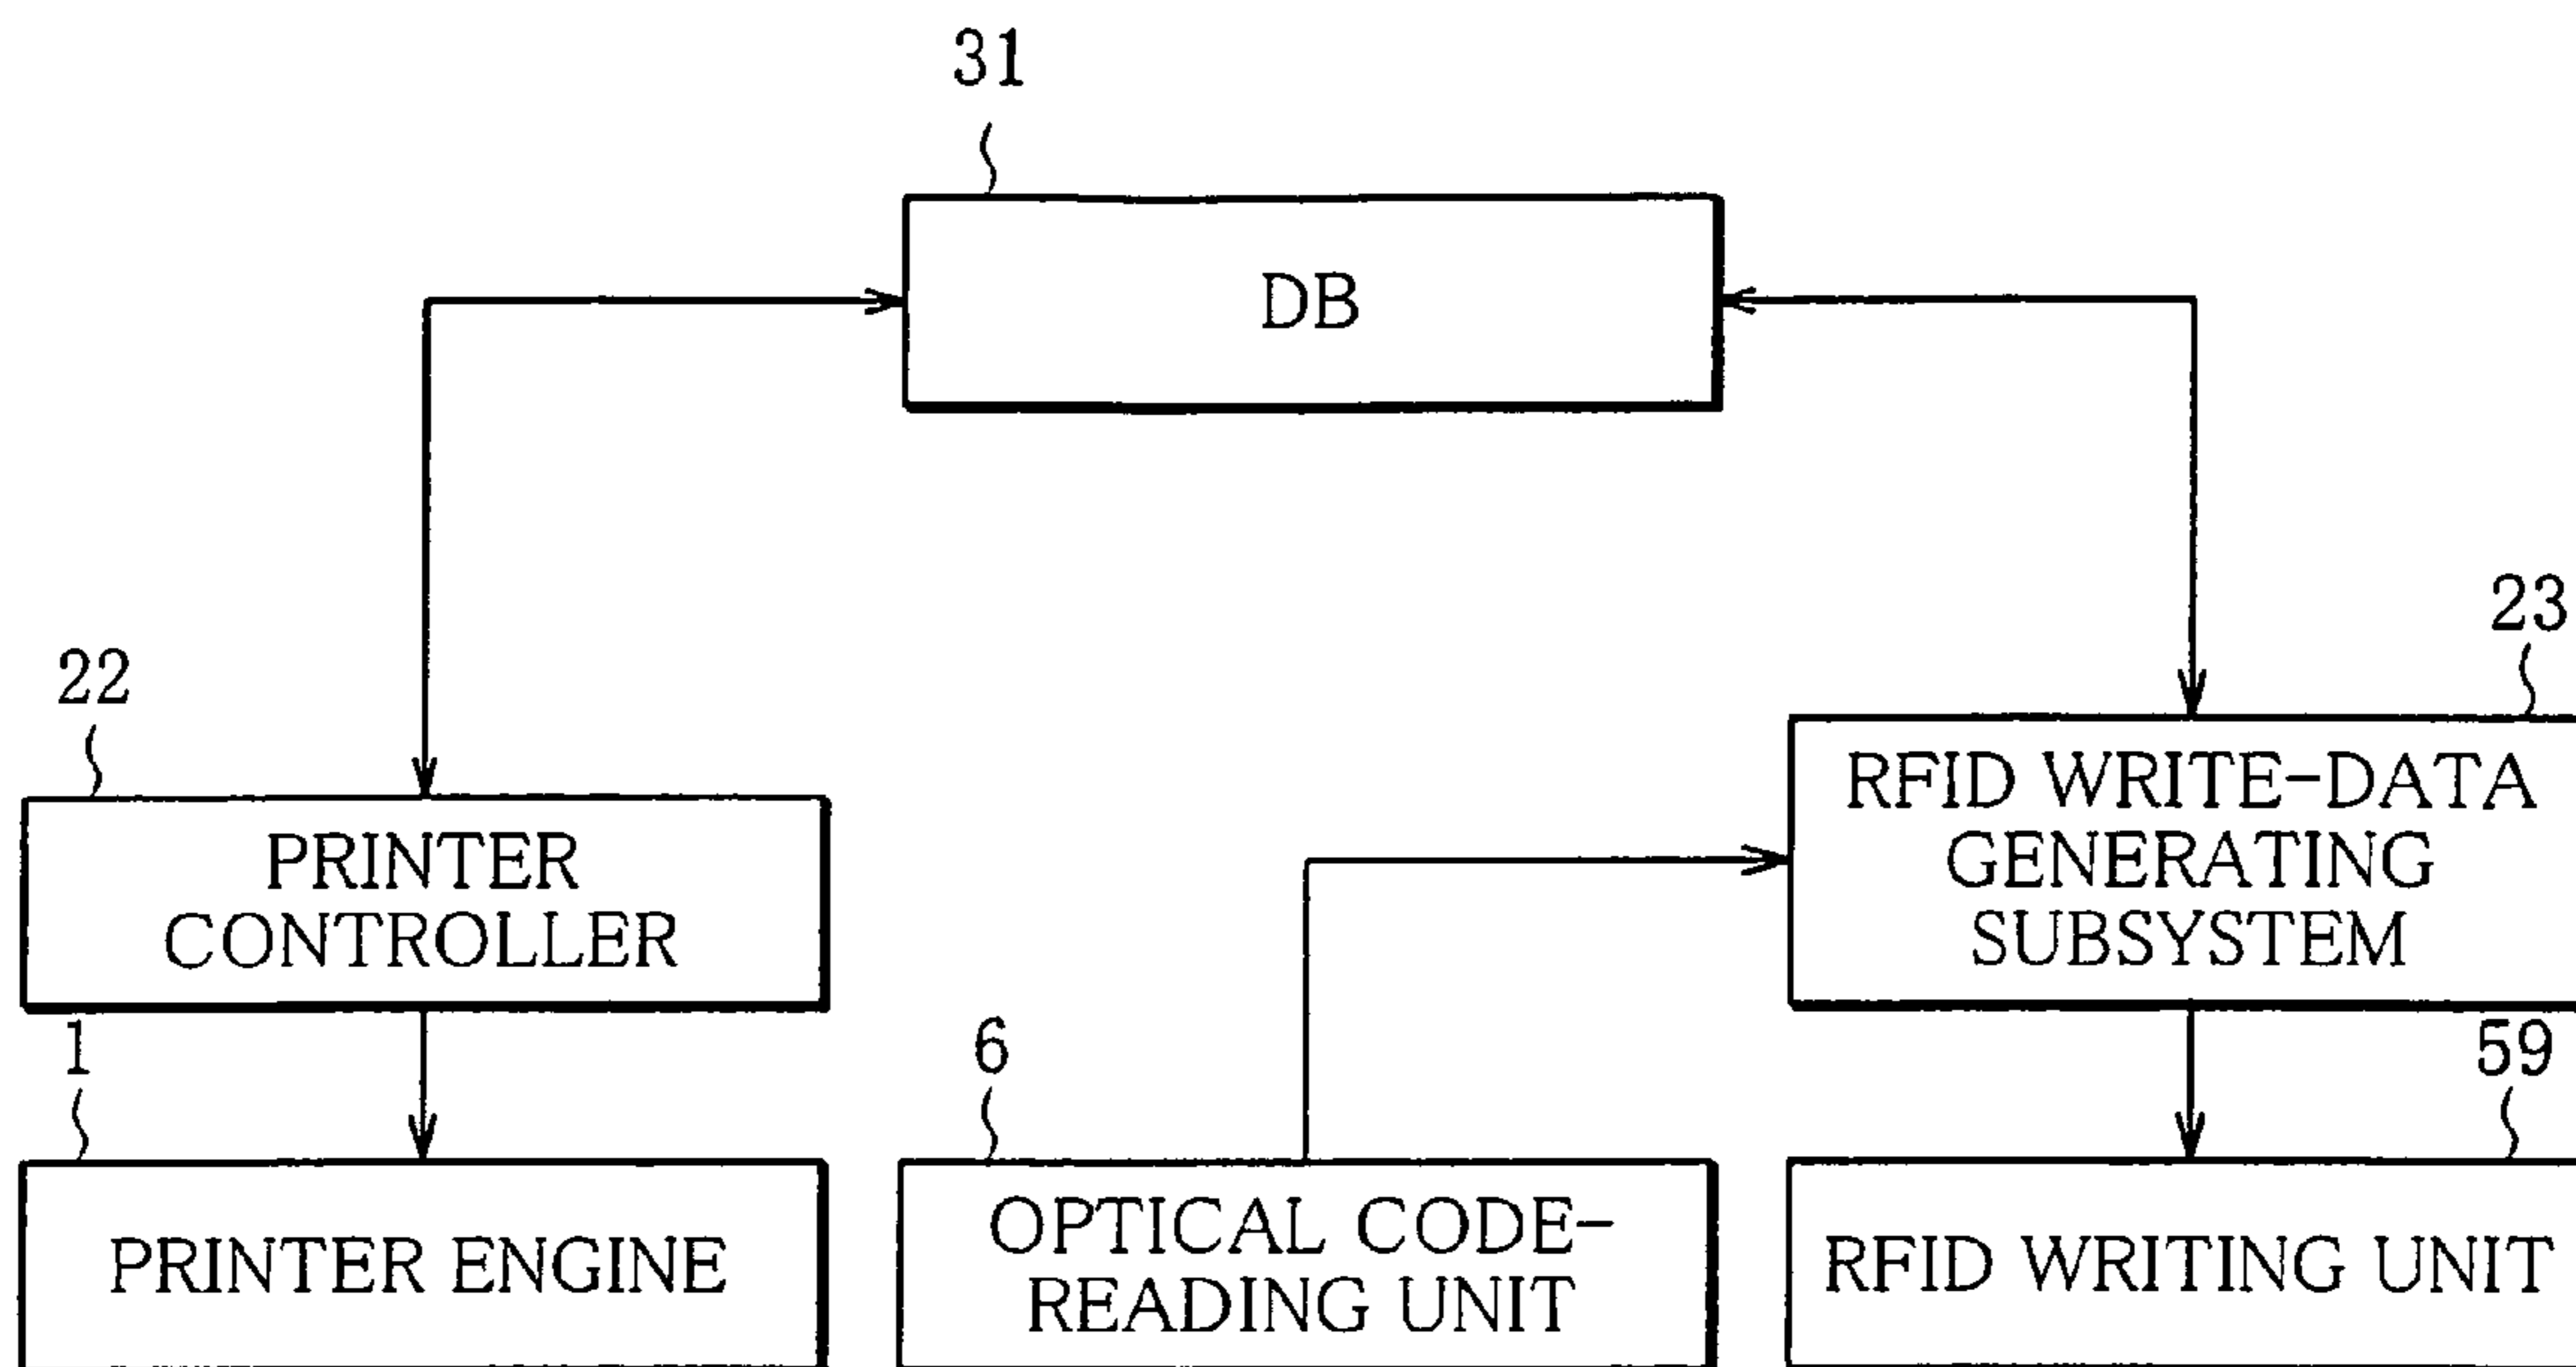 31
DB
22
23
PRINTER
CONTROLLER
RFID WRITE-DATA
GENERATING
SUBSYSTEM
1
6
59
PRINTER ENGINE
OPTICAL CODE-
READING UNIT
RFID WRITING UNIT